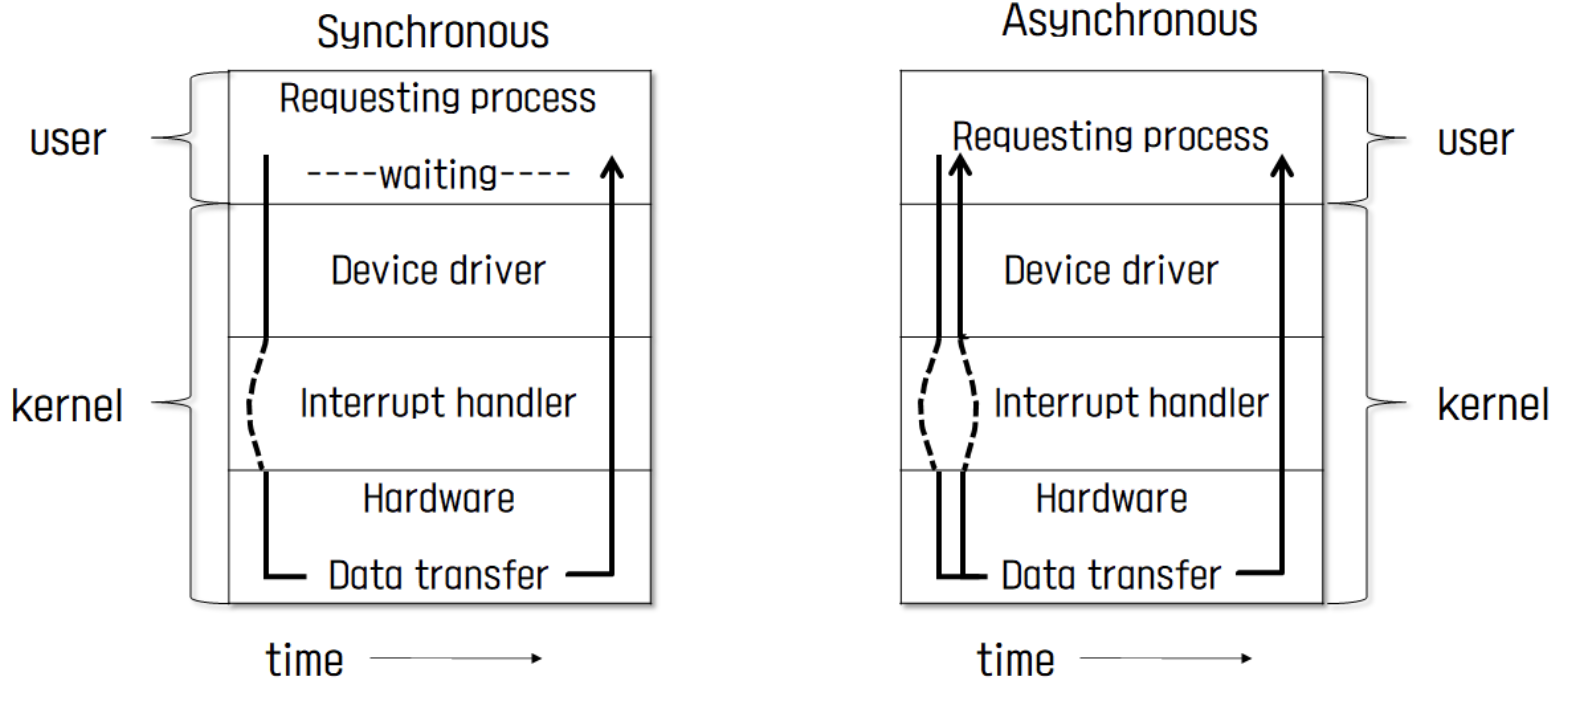 Synchronous
Requesting process
user
----waiting----
Device driver
kernel
Interrupt handler
Hardware
Data transfer
time
Asynchronous
Requesting process
user
Device driver
Interrupt handler
kernel
Hardware
Data transfer
time